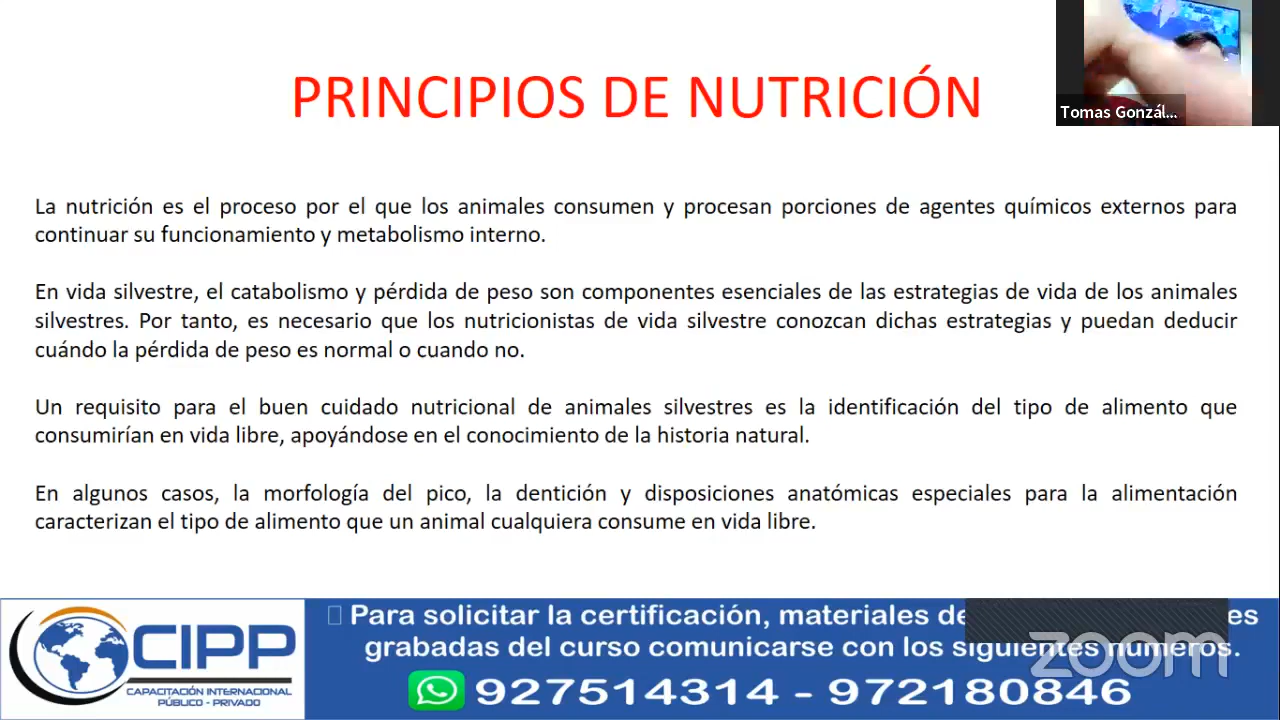 PRINCIPIOS DE NUTRICIÓN
Tomas Gonzál...
La nutrición es el proceso por el que los animales consumen y procesan porciones de agentes químicos externos para
continuar su funcionamiento y metabolismo interno.
En vida silvestre, el catabolismo y pérdida de peso son componentes esenciales de las estrategias de vida de los animales
silvestres. Por tanto, es necesario que los nutricionistas de vida silvestre conozcan dichas estrategias y puedan deducir
cuándo la pérdida de peso es normal o cuando no.
Un requisito para el buen cuidado nutricional de animales silvestres es la identificación del tipo de alimento que
consumirían en vida libre, apoyándose en el conocimiento de la historia natural.
En algunos casos, la morfología del pico, la dentición y disposiciones anatómicas especiales para la alimentación
caracterizan el tipo de alimento que un animal cualquiera consume en vida libre.
CIPP
CAPACITACIÓN INTERNACIONAL
PÚBLICO - PRIVADO
Para solicitar la certificación, materiales
grabadas del curso comunicarse con los siguientes números.
927514314 - 972180846
zoom